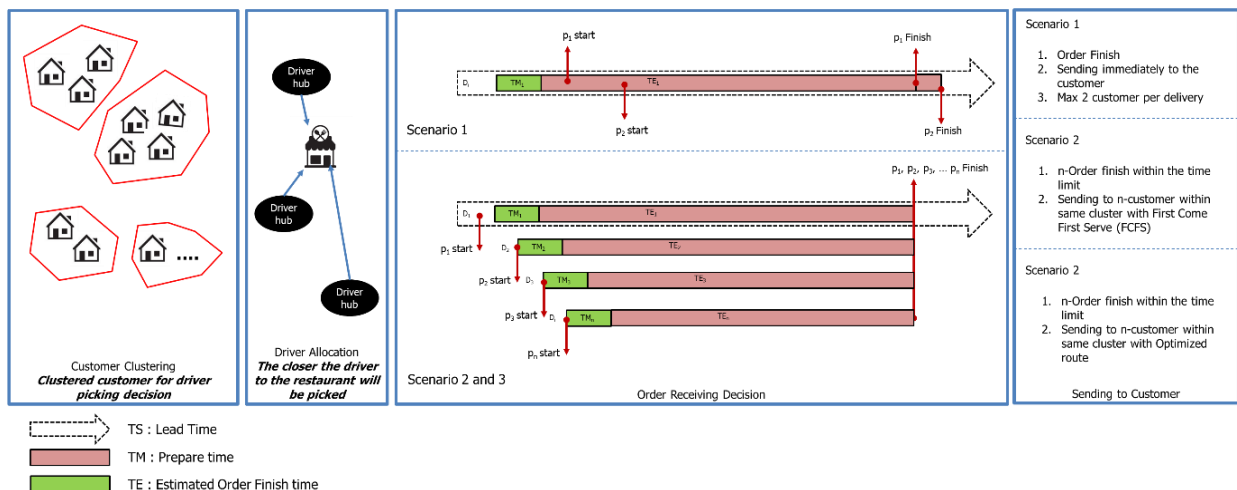 ....
Customer Clustering
Clustered customer for driver
picking decision
Driver
hub
Driver
hub
Driver
hub
Driver Allocation
The closer the driver
to the restaurant will
be picked
p1 start
p1 Finish
TM1
TE1
p2 start
p2 Finish
Scenario 1
p1, p2, p3, ... pn Finish
TM1
p1 start
D2
TM2
p2 start
TM3
TE3
p3 start
TMn
TEn
pn start
Scenario 2 and 3
Order Receiving Decision
Scenario 1
1. Order Finish
2. Sending immediately to the
customer
3. Max 2 customer per delivery
Scenario 2
1. n-Order finish within the time
limit
2. Sending to n-customer within
same cluster with First Come
First Serve (FCFS)
Scenario 2
1. n-Order finish within the time
limit
2. Sending to n-customer within
same cluster with Optimized
route
Sending to Customer
TS : Lead Time
TM : Prepare time
TE : Estimated Order Finish time